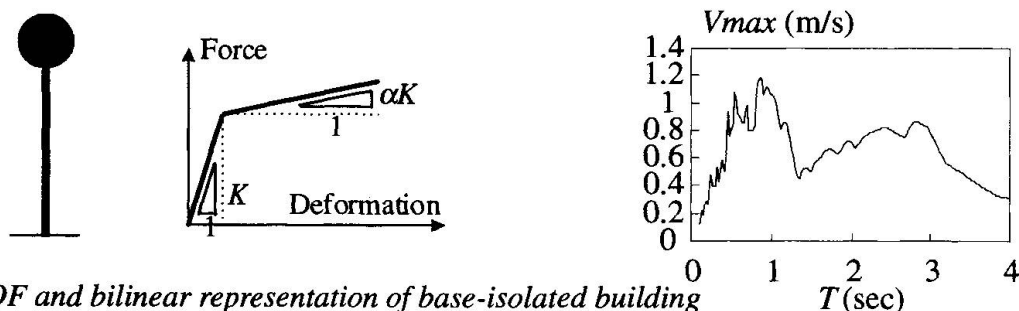 Vmax (m/s)
Force
αK
1
K
1
Deformation
1.4
1.2
1
0.8
0.6
0.4
0.2
0
0 1 2 3 4
T (sec)
OF and bilinear representation of base-isolated building